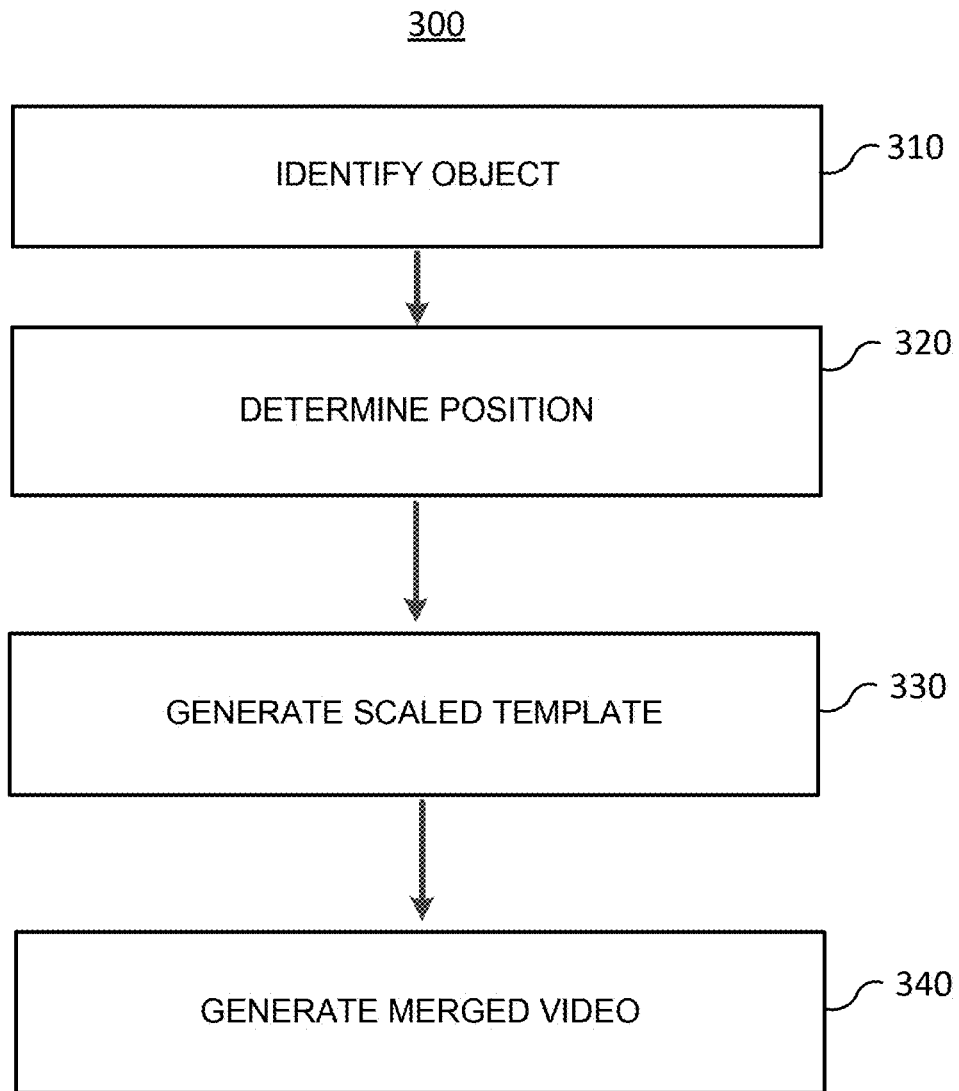 300
IDENTIFY OBJECT
310
DETERMINE POSITION
320
GENERATE SCALED TEMPLATE
330
GENERATE MERGED VIDEO
340